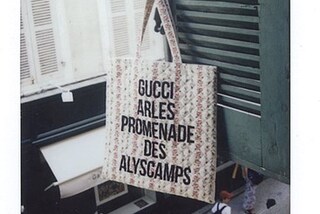 GUCCI
ARLES
PROMENADE
DES
ALYSCAMPS